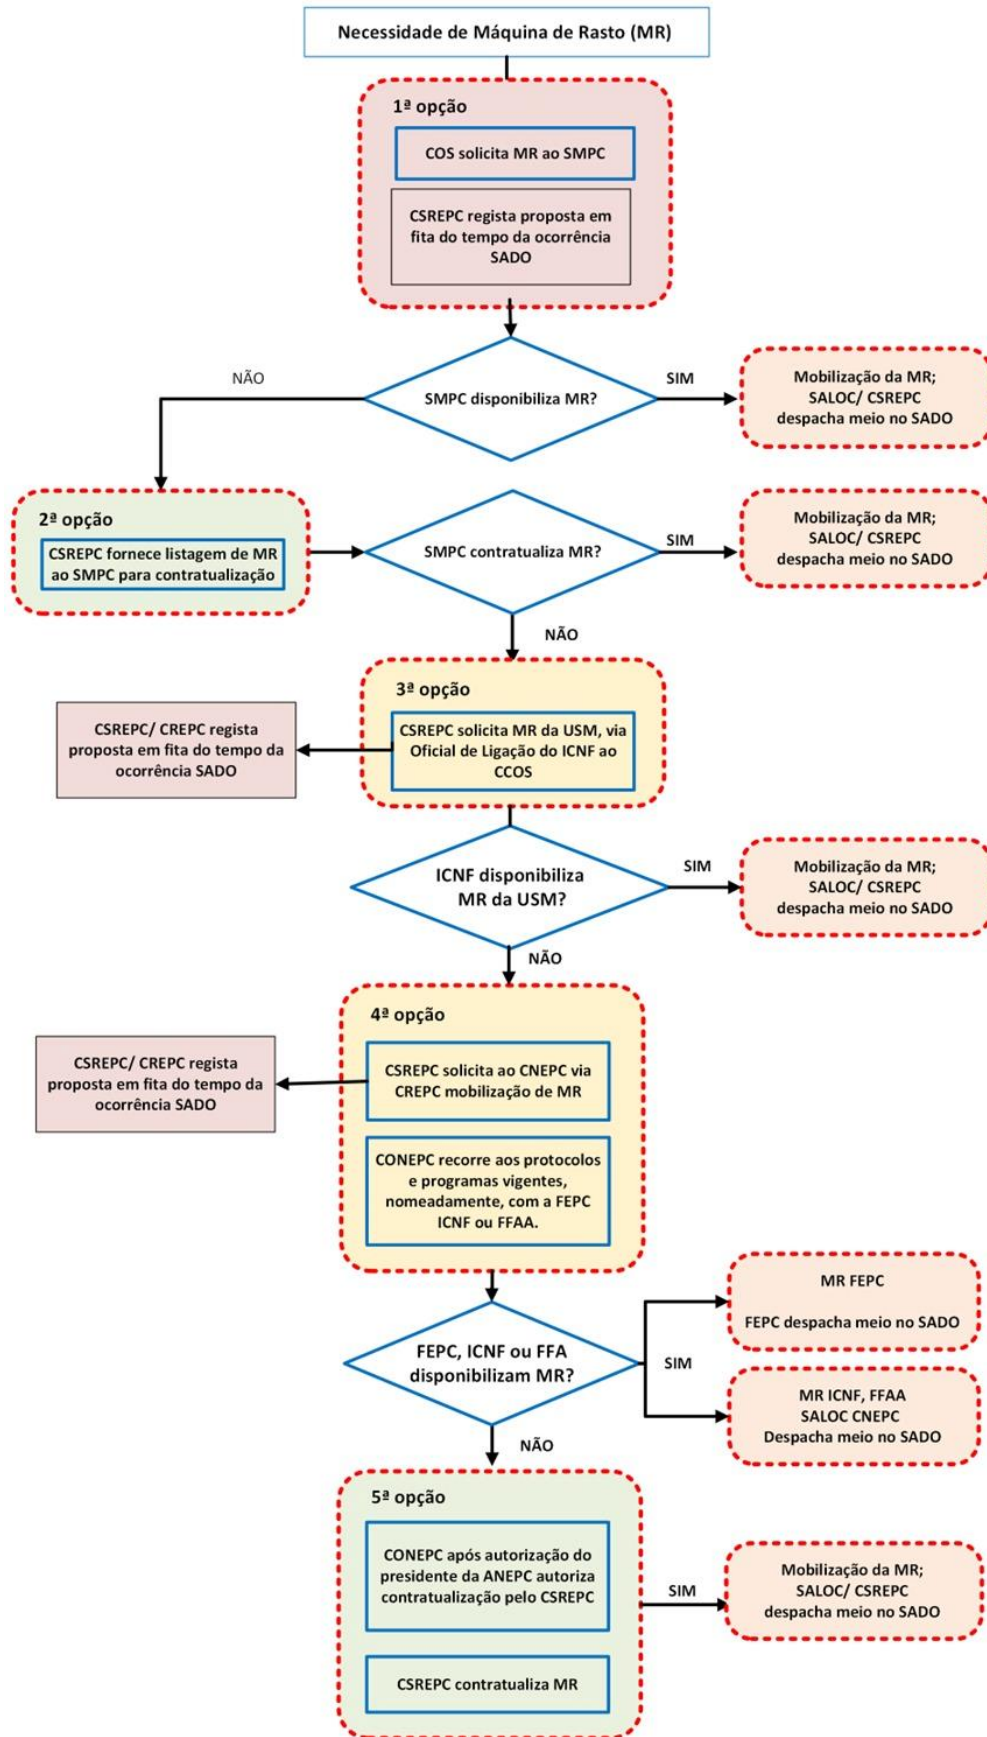 Necessidade de Máquina de Rasto (MR)
1ª opção
COS solicita MR ao SMPC
CSREPC regista proposta em
fita do tempo da ocorrência
SADO
SMPC disponibiliza MR?
NÃO
SIM
Mobilização da MR;
SALOC/ CSREPC
despacha meio no SADO
2ª opção
CSREPC fornece listagem de MR
ao SMPC para contratualização
SMPC contratualiza MR?
SIM
Mobilização da MR;
SALOC/ CSREPC
despacha meio no SADO
NÃO
3ª opção
CSREPC solicita MR da USM, via
Oficial de Ligação do ICNF ao
CCOS
CSREPC/ CREPC regista
proposta em fita do tempo da
ocorrência SADO
ICNF disponibiliza
MR da USM?
SIM
Mobilização da MR;
SALOC/ CSREPC
despacha meio no SADO
NÃO
4ª opção
CSREPC solicita ao CNEPC via
CREPC mobilização de MR
CSREPC/ CREPC regista
proposta em fita do tempo da
ocorrência SADO
CONEPC recorre aos protocolos
e programas vigentes,
nomeadamente, com a FEPC
ICNF ou FFAA.
FEPC, ICNF ou FFA
disponibilizam MR?
SIM
MR FEPC
FEPC despacha meio no SADO
MR ICNF, FFAA
SALOC CNEPC
Despacha meio no SADO
NÃO
5ª opção
CONEPC após autorização do
presidente da ANEPC autoriza
contratualização pelo CSREPC
CSREPC contratualiza MR
SIM
Mobilização da MR;
SALOC/ CSREPC
despacha meio no SADO